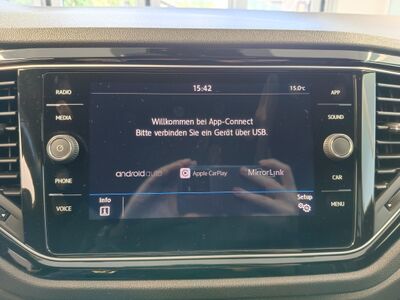 15:42 15.0°C
RADIO
MEDIA
PHONE
VOICE
Willkommen bei App-Connect
Bitte verbinden Sie ein Gerät über USB.
androidauto Apple CarPlay MirrorLink
Info Setup
APP
SOUND
CAR
MENU